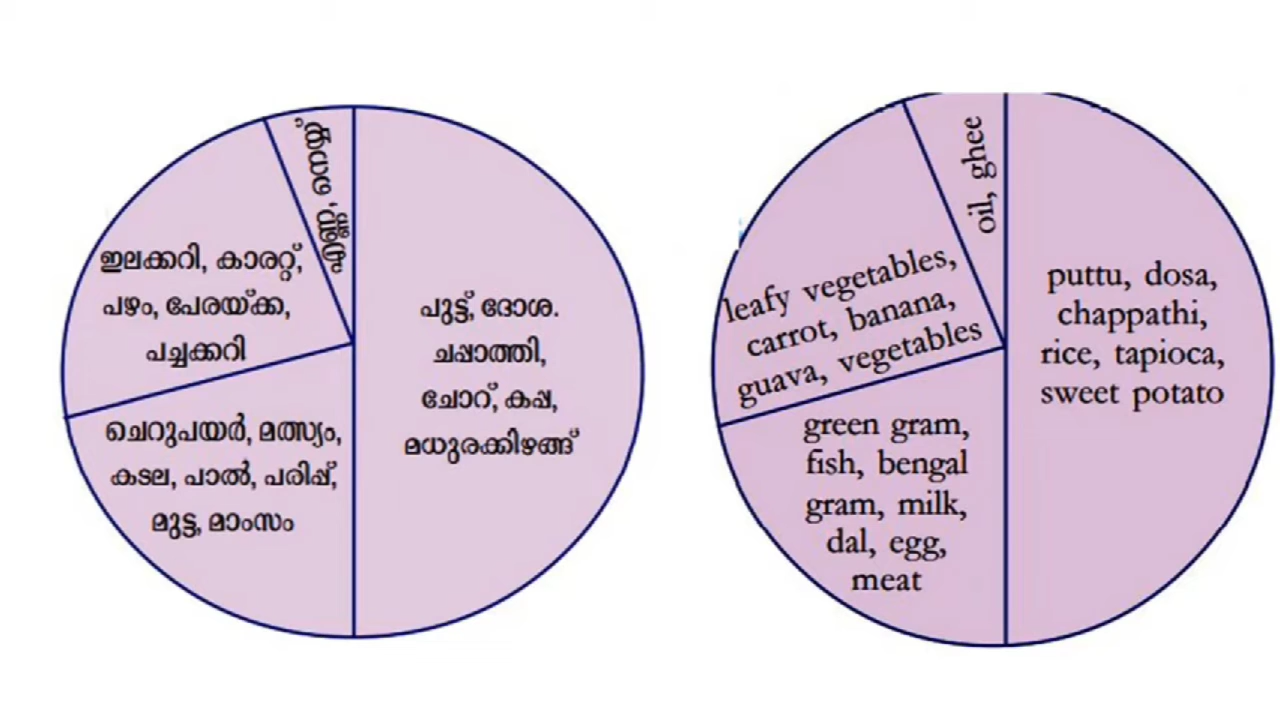 നെയ്യ്, എണ്ണ
ഇലക്കറി, കാരറ്റ്,
പഴം, പേരയ്ക്ക,
പച്ചക്കറി
പുട്ട്, ദോശ.
ചപ്പാത്തി,
ചോറ്, കപ്പ,
മധുരക്കിഴങ്ങ്
ചെറുപയർ, മത്സ്യം,
കടല, പാൽ, പരിപ്പ്,
മുട്ട, മാംസം
oil, ghee
leafy vegetables,
carrot, banana,
guava, vegetables
puttu, dosa,
chappathi,
rice, tapioca,
sweet potato
green gram,
fish, bengal
gram, milk,
dal, egg,
meat